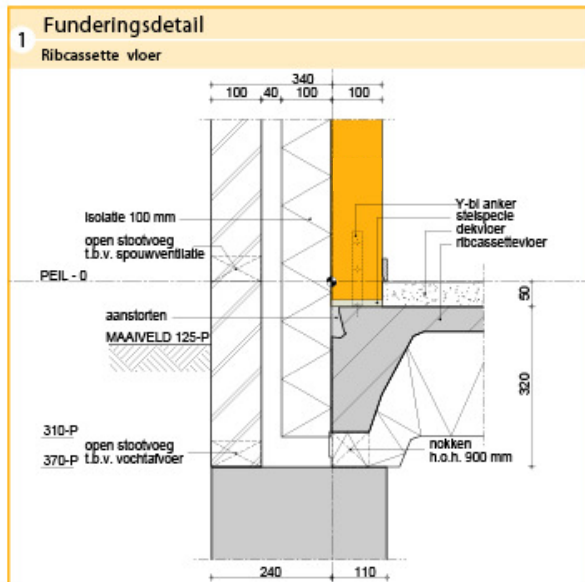 1
Funderingsdetail
Ribcassette vloer
340
100 40 100 100
Isolatie 100 mm
open stootvoeg
t.b.v. spouwventilatie
PEIL - 0
aanstorten
MAAIVELD 125-P
310-P
370-P
open stootvoeg
t.b.v. vochtafvoer
Y-bi anker
stelspecie
dekvloer
ribcassettevloer
50
320
nokken
h.o.h. 900 mm
240 110